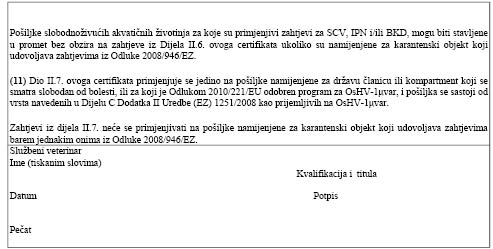 Pošiljke slobodnoživućih akvatičnih životinja za koje su primjenjivi zahtjevi za SCV, IPN i/ili BKD, mogu biti stavljene
u promet bez obzira na zahtjeve iz Dijela II.6. ovoga certifikata ukoliko su namijenjene za karantenski objekt koji
udovoljava zahtjevima iz Odluke 2008/946/EZ.
(11) Dio II.7. ovoga certifikata primjenjuje se jedino na pošiljke namijenjene za državu članicu ili kompartment koji se
smatra slobodan od bolesti, ili za koji je Odlukom 2010/221/EU odobren program za OsHV-1μvar, i pošiljka se sastoji od
vrsta navedenih u Dijelu C Dodatka II Uredbe (EZ) 1251/2008 kao prijemljivih na OsHV-1μvar.
Zahtjevi iz dijela II.7. neće se primjenjivati na pošiljke namijenjene za karantenski objekt koji udovoljava zahtjevima
barem jednakim onima iz Odluke 2008/946/EZ.
Službeni veterinar
Ime (tiskanim slovima)
Kvalifikacija i titula
Datum Potpis
Pečat